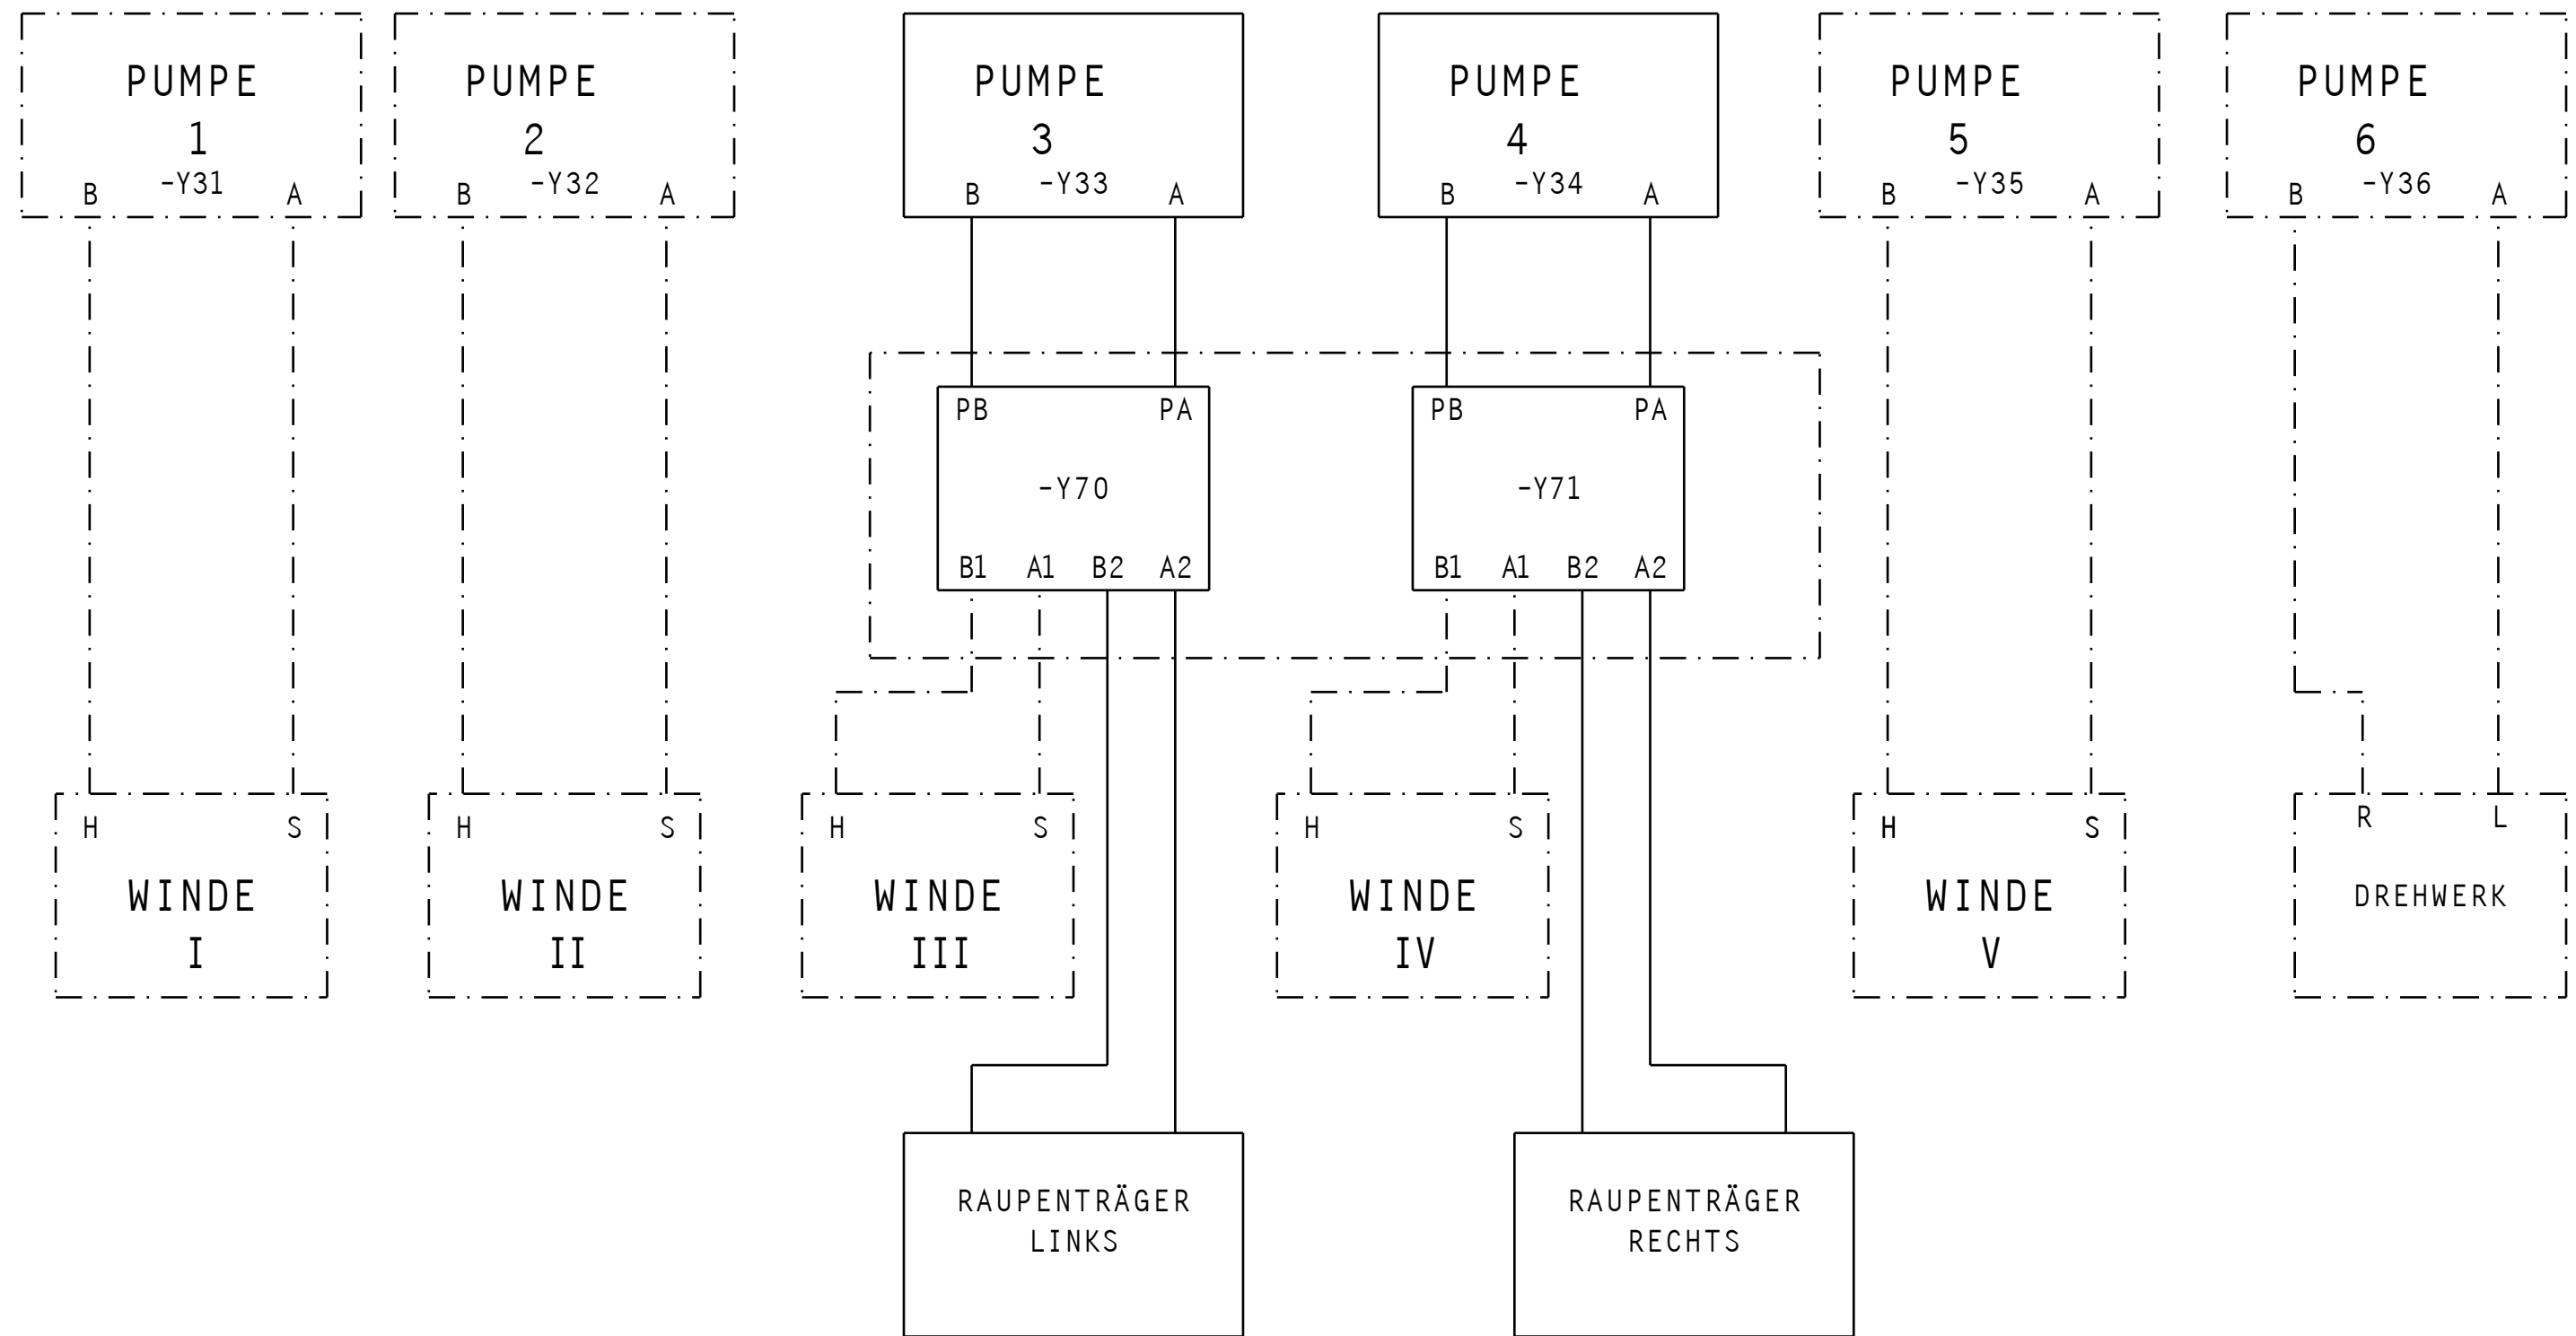 PUMPE
1
-Y31
B
A
PUMPE
2
-Y32
B
A
PUMPE
3
-Y33
B
A
PUMPE
4
-Y34
B
A
PUMPE
5
-Y35
B
A
PUMPE
6
-Y36
B
A
PB PA
-Y70
B1 A1 B2 A2
PB PA
-Y71
B1 A1 B2 A2
H S
WINDE
I
H S
WINDE
II
H S
WINDE
III
H S
WINDE
IV
H S
WINDE
V
R L
DREHWERK
RAUPENTRÄGER
LINKS
RAUPENTRÄGER
RECHTS